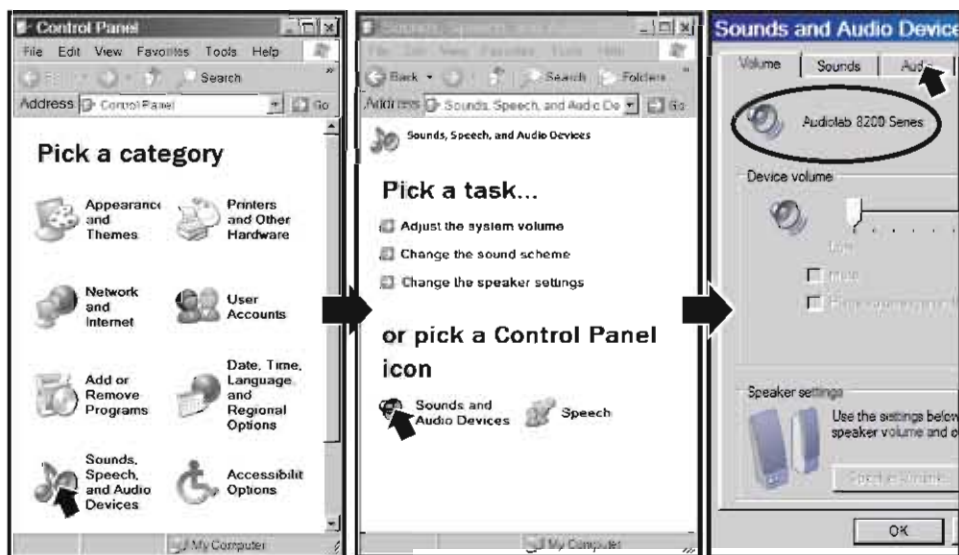 Control Panel
File Edit View Favorites Tools Help
Search
Address Control Panel Go
Pick a category
Appearance
and
Themes
Printers
and Other
Hardware
Network
and
Internet
User
Accounts
Add or
Remove
Programs
Date, Time,
Language,
and
Regional
Options
Sounds,
Speech,
and Audio
Devices
Accessibilit
Options
My Computer
Back Search Folders
Address Sounds, Speech, and Audio De Go
Sounds, Speech, and Audio Devices
Pick a task...
Adjust the system volume
Change the sound scheme
Change the speaker settings
or pick a Control Panel
icon
Sounds and
Audio Devices
Speech
My Computer
Sounds and Audio Device
Volume Sounds Audio
Audiolab 8200 Series
Device volume
Low
Mute
Speaker settings
Use the settings below
speaker volume and o
OK